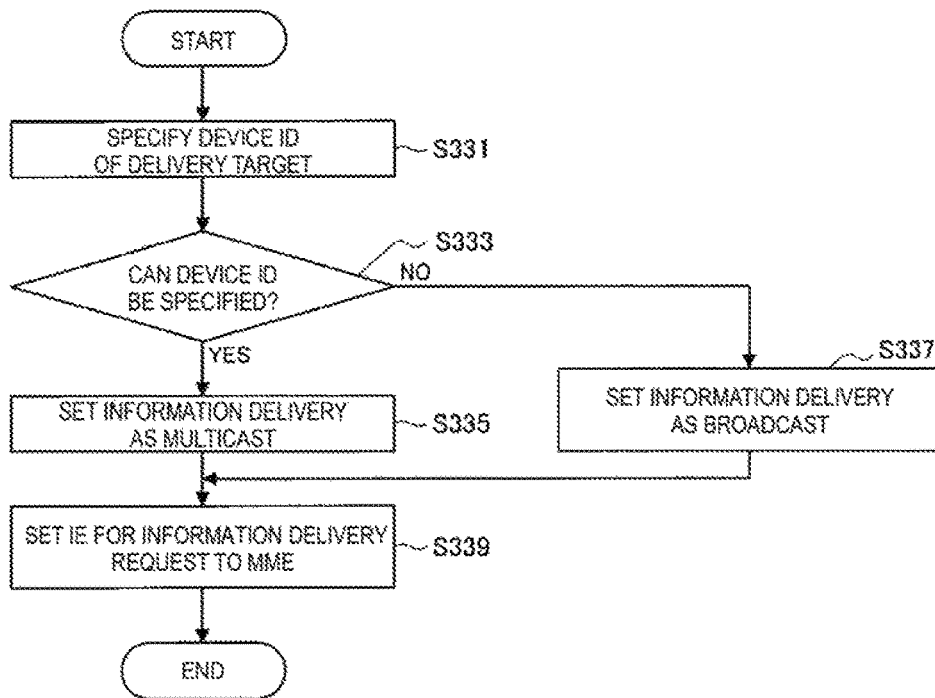 START
SPECIFY DEVICE ID
OF DELIVERY TARGET
S331
S333
CAN DEVICE ID
BE SPECIFIED?
NO
YES
S337
SET INFORMATION DELIVERY
AS MULTICAST
S335
SET INFORMATION DELIVERY
AS BROADCAST
SET IE FOR INFORMATION DELIVERY
REQUEST TO MME
S339
END